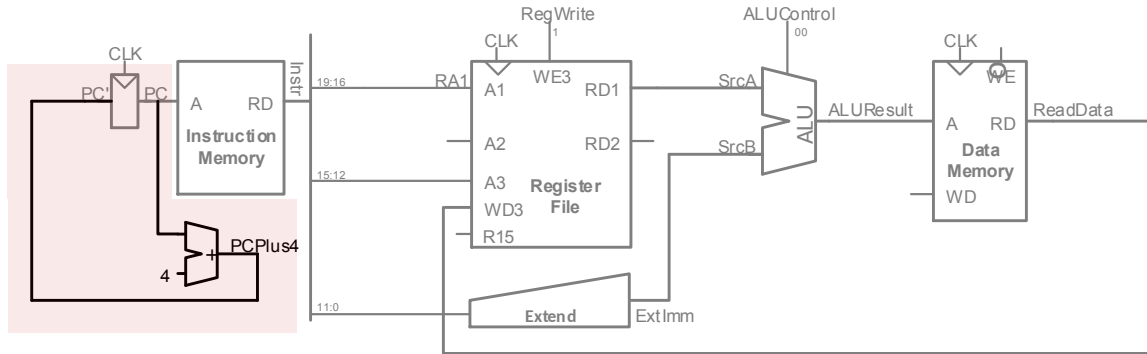 RegWrite
1
ALUControl
00
CLK
CLK
CLK
PC'
PC
A
RD
Instruction
Memory
Instr
19:16
RA1
A1
WE3
RD1
SrcA
ALU
ALUResult
WE
A
RD
ReadData
Data
Memory
WD
A2
RD2
SrcB
15:12
A3
Register
File
WD3
R15
+
PCPlus4
4
11:0
Extend
ExtImm